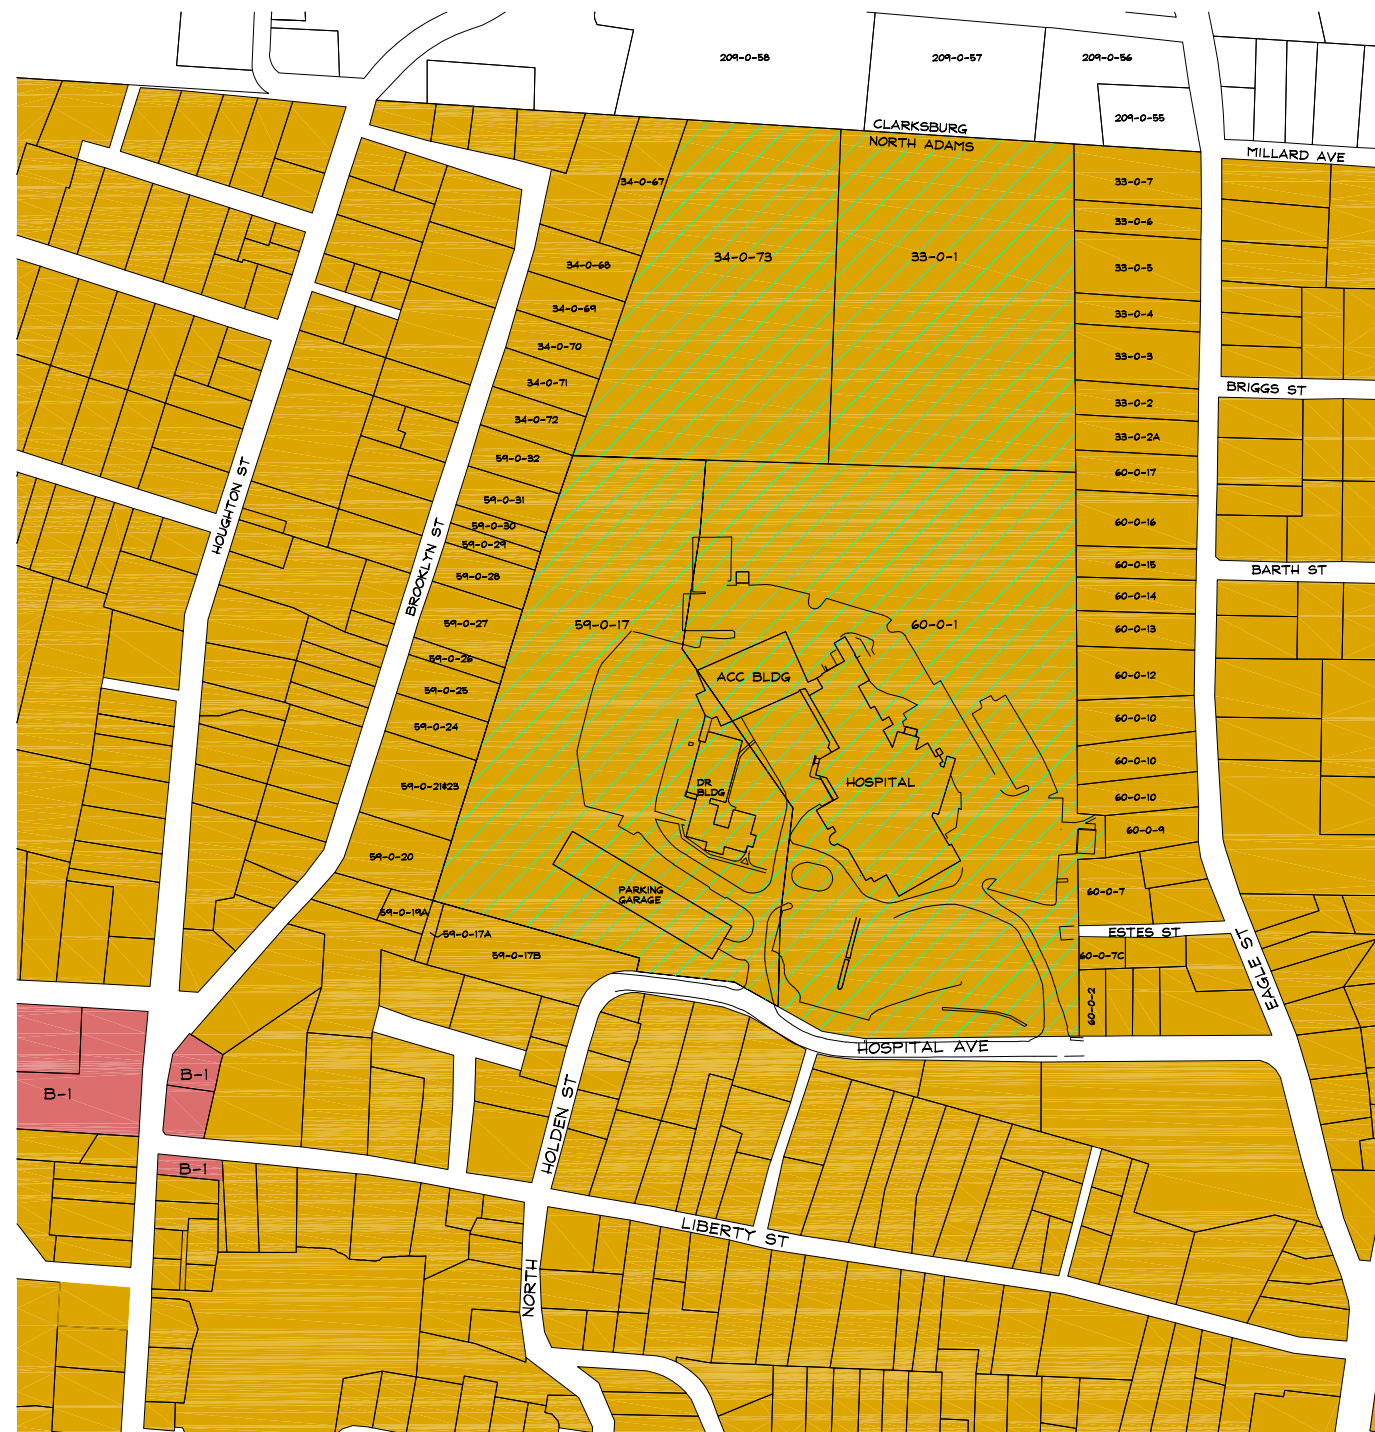 209-0-58
209-0-57
209-0-56
209-0-55
CLARKSBURG
NORTH ADAMS
MILLARD AVE
34-0-67
33-0-7
33-0-6
34-0-73
33-0-1
34-0-68
33-0-5
34-0-69
33-0-4
34-0-70
33-0-3
34-0-71
BRIGGS ST
33-0-2
34-0-72
33-0-2A
59-0-32
60-0-17
HOUGHTON ST
59-0-31
60-0-16
59-0-30
59-0-29
BROOKLYN ST
60-0-15
BARTH ST
59-0-28
60-0-14
59-0-27
59-0-17
60-0-1
60-0-13
59-0-26
60-0-12
ACC BLDG
59-0-25
60-0-10
59-0-24
60-0-10
HOSPITAL
59-0-21&23
DR
BLDG
60-0-10
60-0-9
59-0-20
PARKING
GARAGE
60-0-7
59-0-19A
59-0-17A
ESTES ST
59-0-17B
60-0-7C
EAGLE ST
60-0-2
HOSPITAL AVE
B-1
B-1
HOLDEN ST
B-1
LIBERTY ST
NORTH